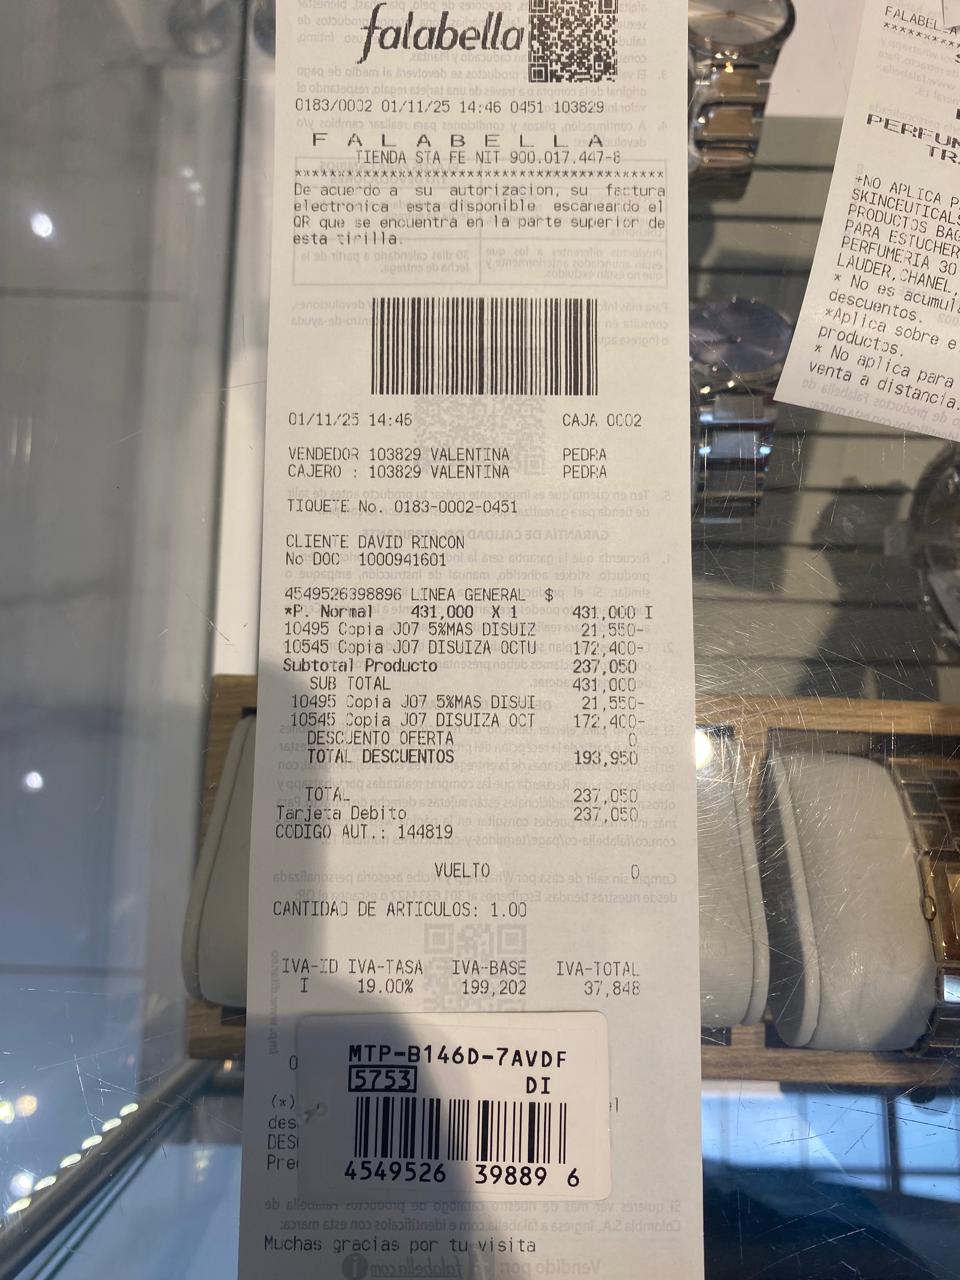 falabella
0183/0002 01/11/25 14:46 0451 103829
F A L A B E L L A
TIENDA STA FE NIT 900.017.447-8
******************************************
De acuerdo a su autorizacion, su factura
electronica esta disponible escaneardo el
QR que se encuentra en la parte superior de
esta tirilla.
01/11/25 14:46 CAJA 0002
VENDEDOR 103829 VALENTINA PEDRA
CAJERO : 103829 VALENTINA PEDRA
TIQUETE No. 0183-0002-0451
CLIENTE DAVID RINCON
No DOC 1000941601
4549526398896 LINEA GENERAL $
*P. Normal 431,000 X 1 431,000 I
10495 Copia J07 5%MAS DISUIZ 21,550-
10545 Copia J07 DISUIZA OCTU 172,400-
Subtotal Producto 237,050
SUB TOTAL 431,000
10495 Copia J07 5%MAS DISUI 21,550-
10545 Copia J07 DISUIZA OCT 172,400-
DESCUENTO OFERTA 0
TOTAL DESCUENTOS 193,950
TOTAL 237,050
Tarjeta Debito 237,050
CODIGO AUT.: 144819
VUELTO 0
CANTIDAD DE ARTICULOS: 1.00
IVA-ID IVA-TASA IVA-BASE IVA-TOTAL
I 19.00% 199,202 37,848
MTP-B146D-7AVDF
5753 DI
4549526 39889 6
(*)
des
DES
Pre
Muchas gracias por tu visita
FALABELLA
PERFUM
TR
+NO APLICA P
SKINCEUTICALS
PRODUCTOS BAG
PARA ESTUCHER
PERFUMERIA 30
LAUDER,CHANEL,
* No es acumula
descuentos.
*Aplica sobre e
productos.
* No aplica para
venta a distancia.